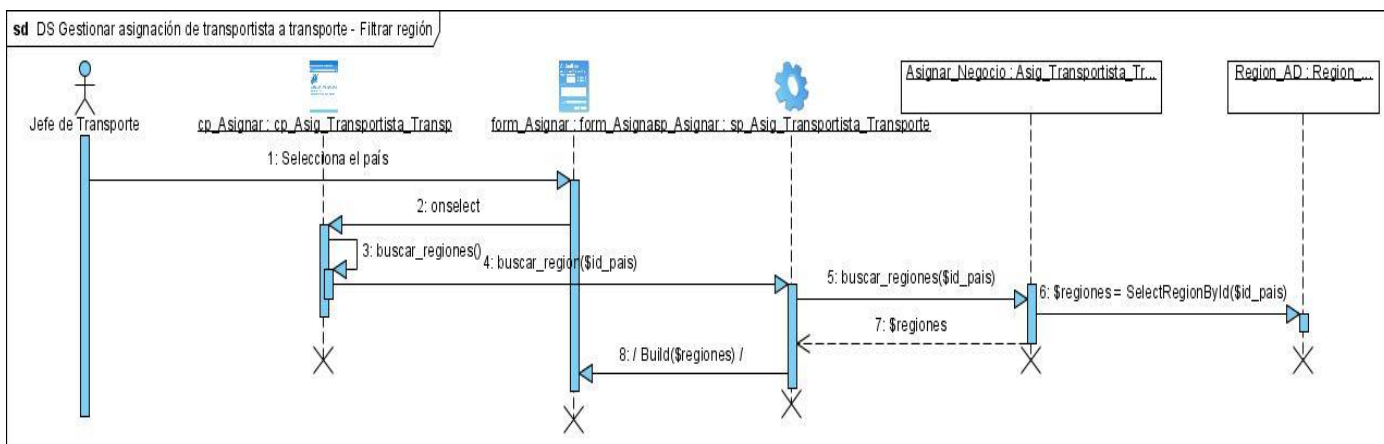 sd DS Gestionar asignación de transportista a transporte - Filtrar región
Jefe de Transporte
cp_Asignar : cp_Asig_Transportista_Transp
form_Asignar : form_Asignar
sp_Asignar : sp_Asig_Transportista_Transporte
Asignar_Negocio : Asig_Transportista_Tr...
Region_AD : Region_...
1: Selecciona el país
2: onselect
3: buscar_regiones()
4: buscar_region($id_pais)
5: buscar_regiones($id_pais)
6: $regiones = SelectRegionById($id_pais)
7: $regiones
8: / Build($regiones) /